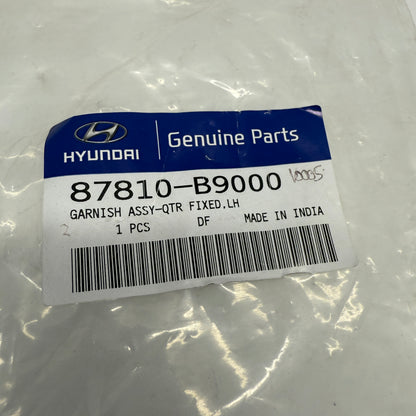 HYUNDAI
Genuine Parts
87810-B9000
GARNISH ASSY-QTR FIXED,LH
1 PCS DF MADE IN INDIA